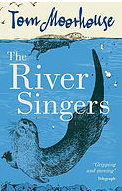 Tom Moorhouse
The
River
Singers
'Gripping
and moving'
Telegraph